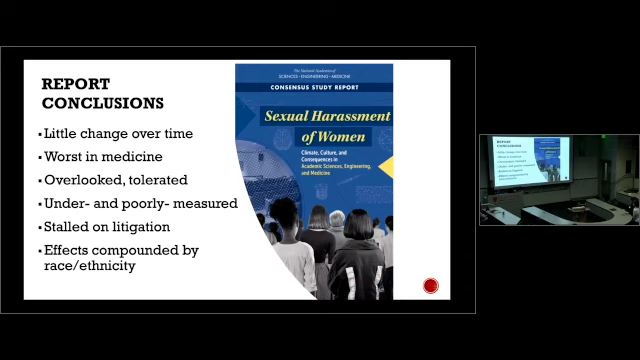 REPORT
CONCLUSIONS
▪ Little change over time
▪ Worst in medicine
▪ Overlooked, tolerated
▪ Under- and poorly- measured
▪ Stalled on litigation
▪ Effects compounded by
race/ethnicity
The National Academies of
SCIENCES • ENGINEERING • MEDICINE
CONSENSUS STUDY REPORT
Sexual Harassment
of Women
Climate, Culture, and
Consequences in
Academic Sciences, Engineering,
and Medicine
REPORT
CONCLUSIONS